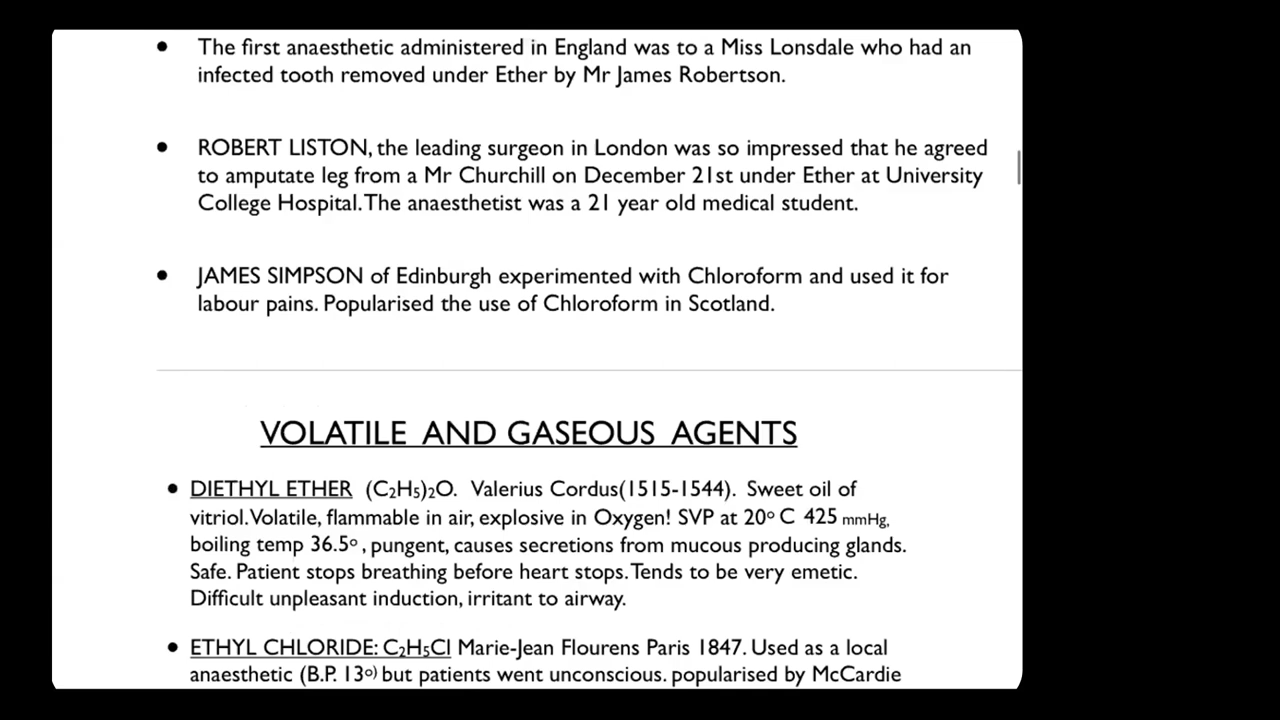 • The first anaesthetic administered in England was to a Miss Lonsdale who had an
infected tooth removed under Ether by Mr James Robertson.
• ROBERT LISTON, the leading surgeon in London was so impressed that he agreed
to amputate leg from a Mr Churchill on December 21st under Ether at University
College Hospital. The anaesthetist was a 21 year old medical student.
• JAMES SIMPSON of Edinburgh experimented with Chloroform and used it for
labour pains. Popularised the use of Chloroform in Scotland.
VOLATILE AND GASEOUS AGENTS
• DIETHYL ETHER (C₂H₅)₂O. Valerius Cordus(1515-1544). Sweet oil of
vitriol. Volatile, flammable in air, explosive in Oxygen! SVP at 20° C 425 mmHg,
boiling temp 36.5° , pungent, causes secretions from mucous producing glands.
Safe. Patient stops breathing before heart stops. Tends to be very emetic.
Difficult unpleasant induction, irritant to airway.
• ETHYL CHLORIDE: C₂H₅Cl Marie-Jean Flourens Paris 1847. Used as a local
anaesthetic (B.P. 13°) but patients went unconscious. popularised by McCardie